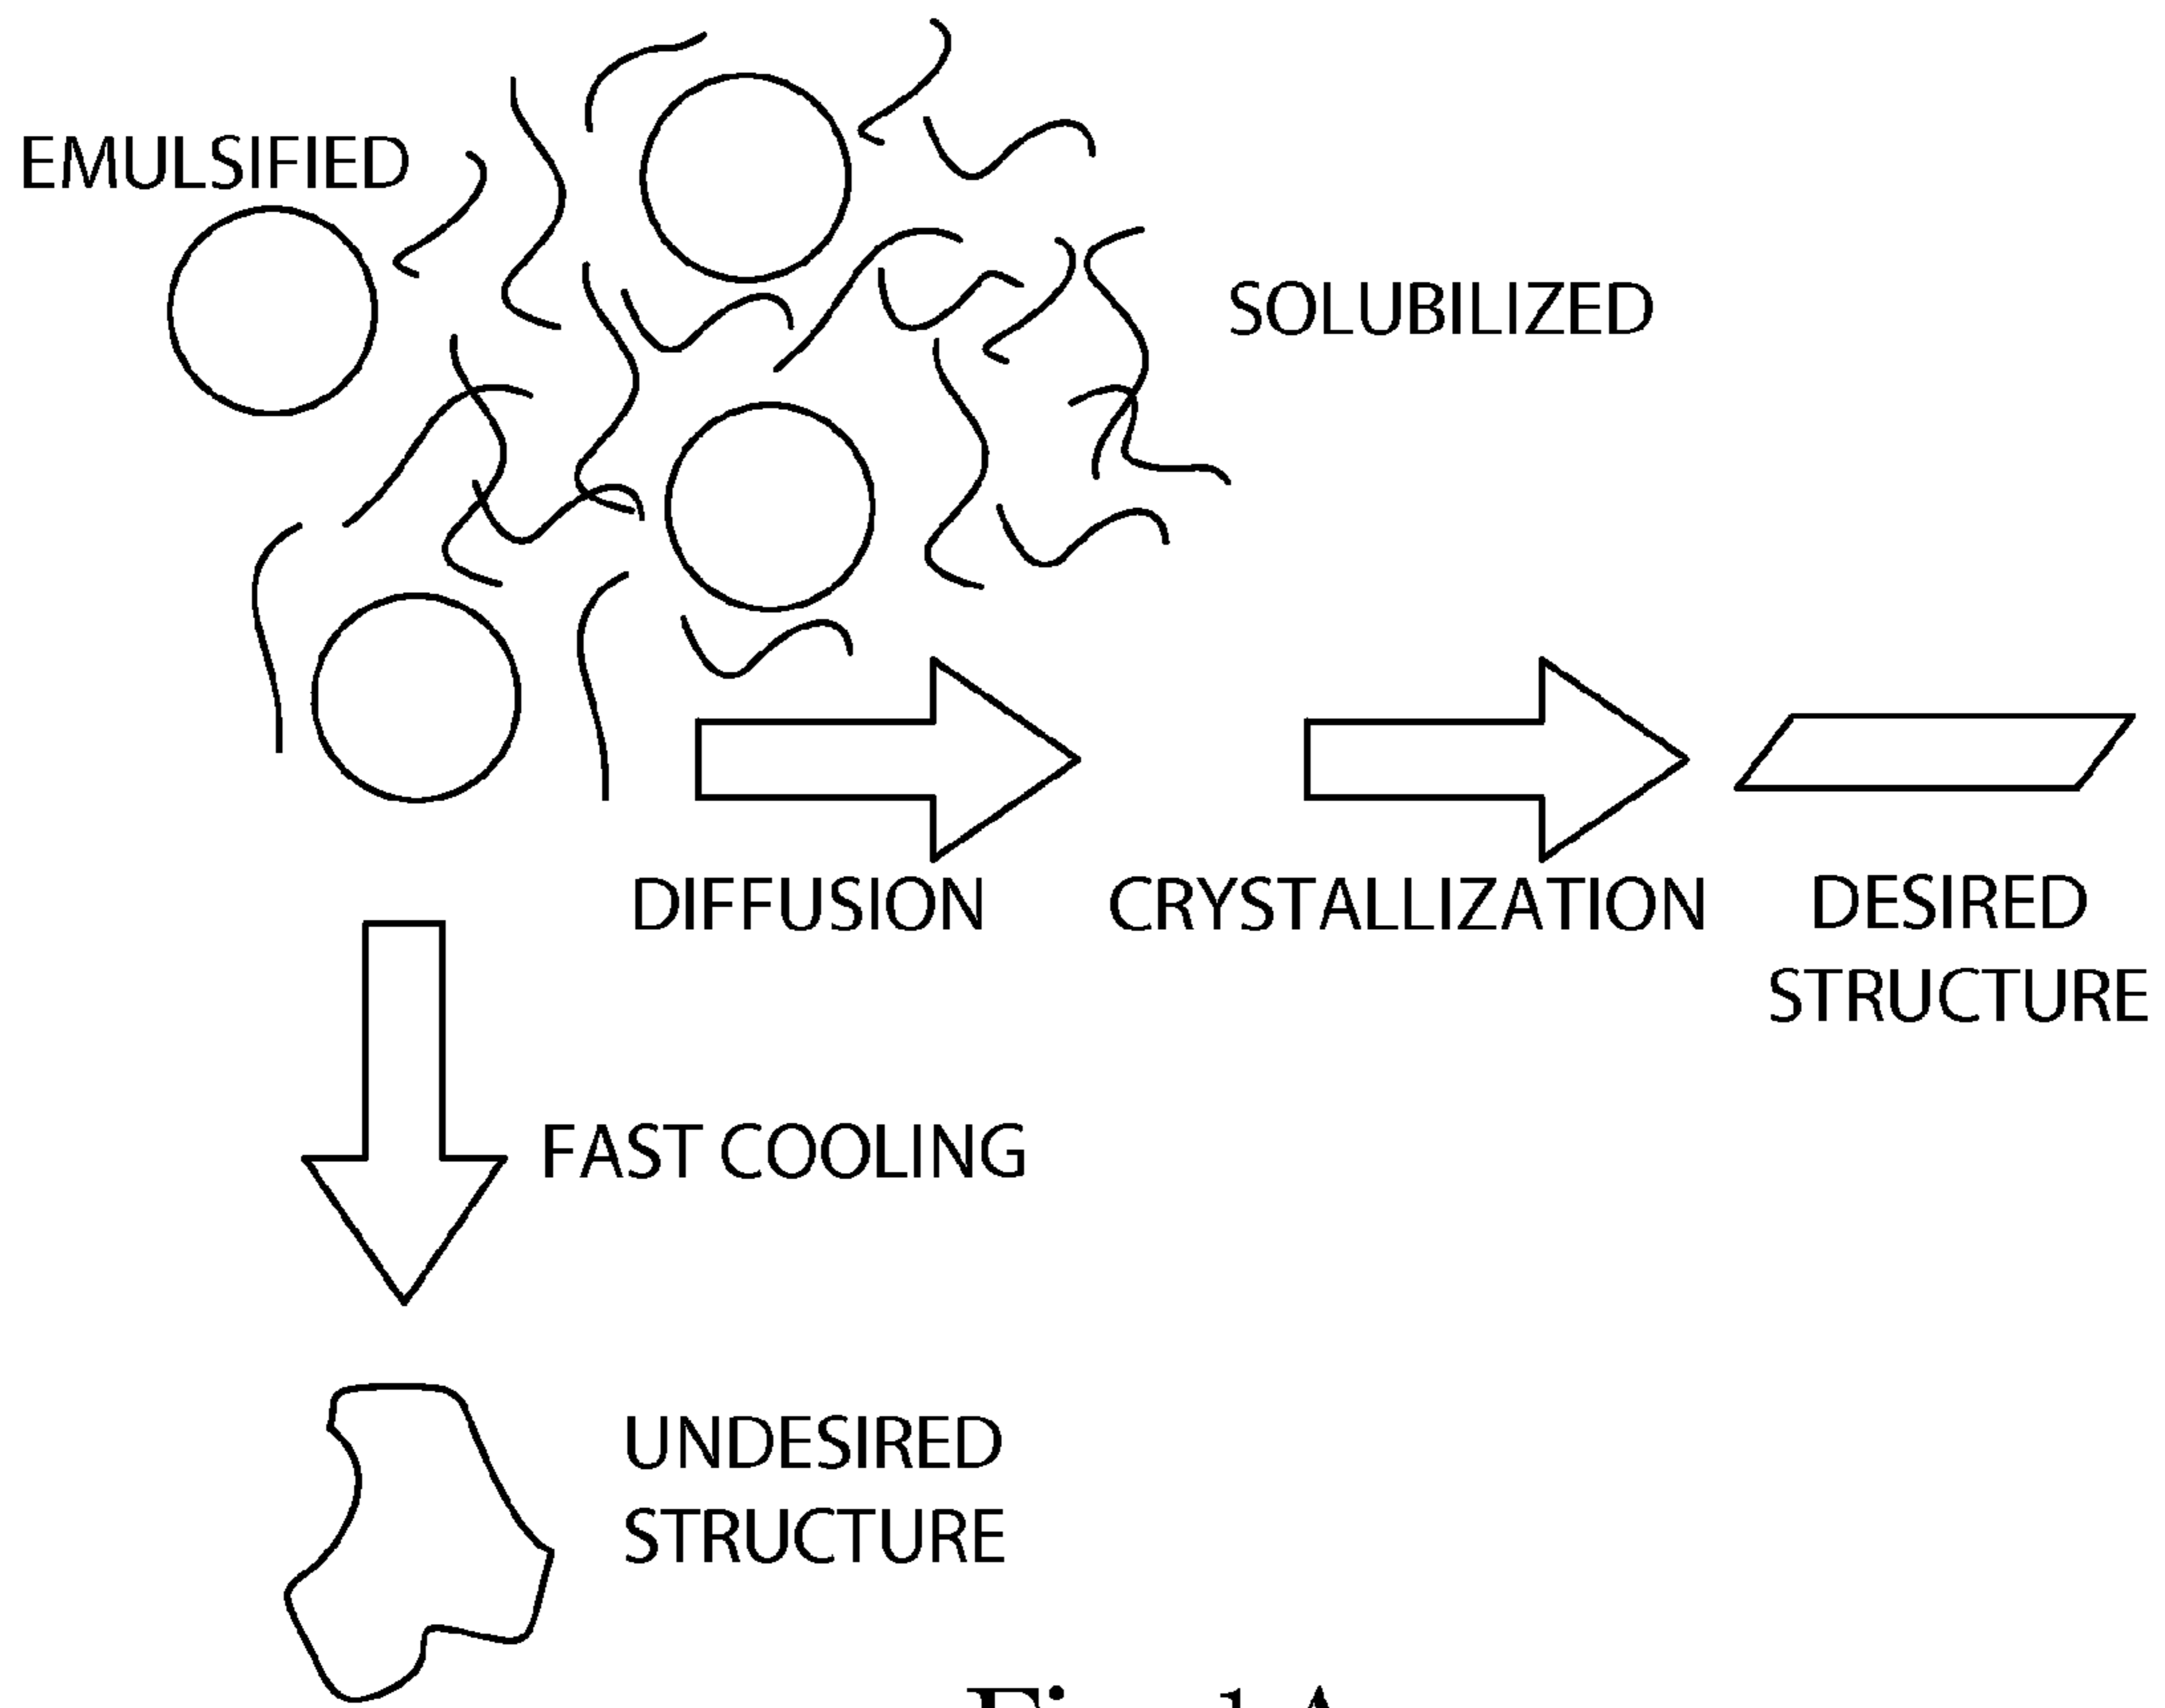 EMULSIFIED
SOLUBILIZED
DIFFUSION
CRYSTALLIZATION
DESIRED
STRUCTURE
FAST COOLING
UNDESIRED
STRUCTURE